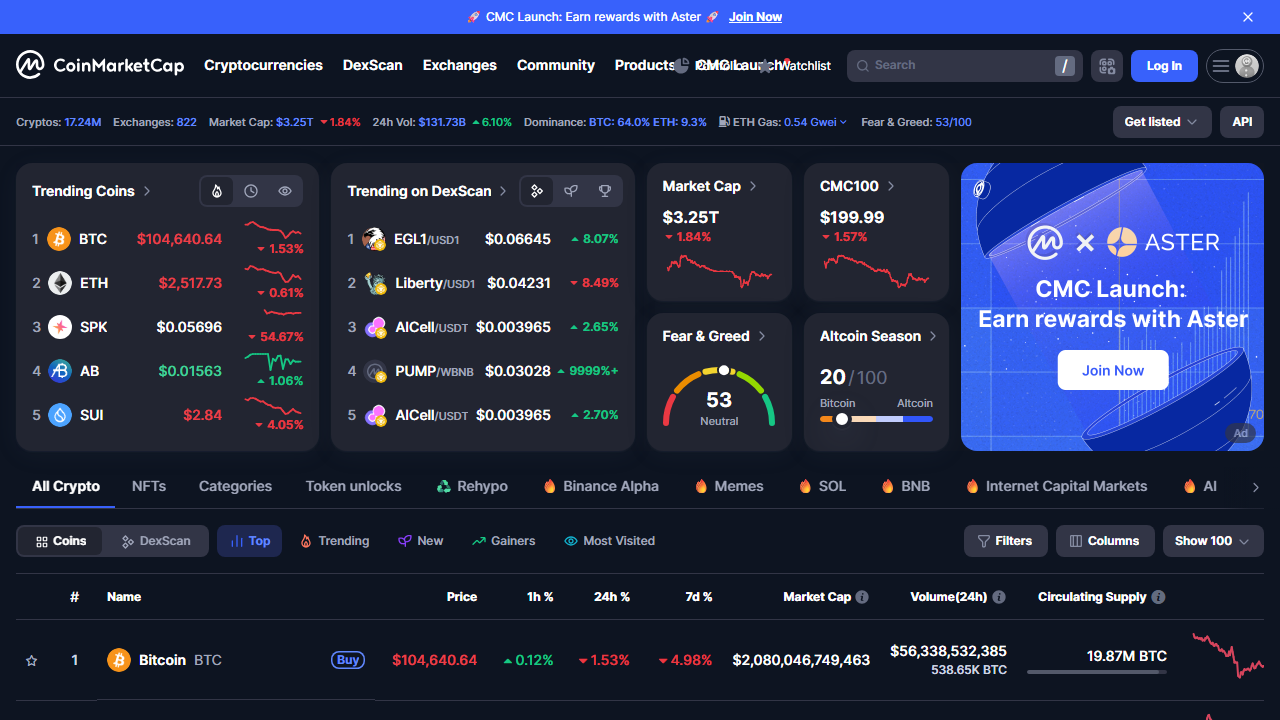 🚀 CMC Launch: Earn rewards with Aster 🚀 Join Now
CoinMarketCap Cryptocurrencies DexScan Exchanges Community Products CMC Launch Watchlist Search / Log In
Cryptos: 17.24M Exchanges: 822 Market Cap: $3.25T 1.84% 24h Vol: $131.73B 6.10% Dominance: BTC: 64.0% ETH: 9.3% ETH Gas: 0.54 Gwei Fear & Greed: 53/100 Get listed API
Trending Coins
1 BTC $104,640.64 1.53%
2 ETH $2,517.73 0.61%
3 SPK $0.05696 54.67%
4 AB $0.01563 1.06%
5 SUI $2.84 4.05%
Trending on DexScan
1 EGL1/USD1 $0.06645 8.07%
2 Liberty/USD1 $0.04231 8.49%
3 AICell/USDT $0.003965 2.65%
4 PUMP/WBNB $0.03028 9999%+
5 AICell/USDT $0.003965 2.70%
Market Cap
$3.25T
1.84%
CMC100
$199.99
1.57%
Fear & Greed
53
Neutral
Altcoin Season
20/100
Bitcoin Altcoin
ASTER
CMC Launch:
Earn rewards with Aster
Join Now
70
Ad
All Crypto NFTs Categories Token unlocks Rehypo Binance Alpha Memes SOL BNB Internet Capital Markets AI
Coins DexScan Top Trending New Gainers Most Visited Filters Columns Show 100
# Name Price 1h % 24h % 7d % Market Cap Volume(24h) Circulating Supply
1 Bitcoin BTC Buy $104,640.64 0.12% 1.53% 4.98% $2,080,046,749,463 $56,338,532,385 19.87M BTC
538.65K BTC